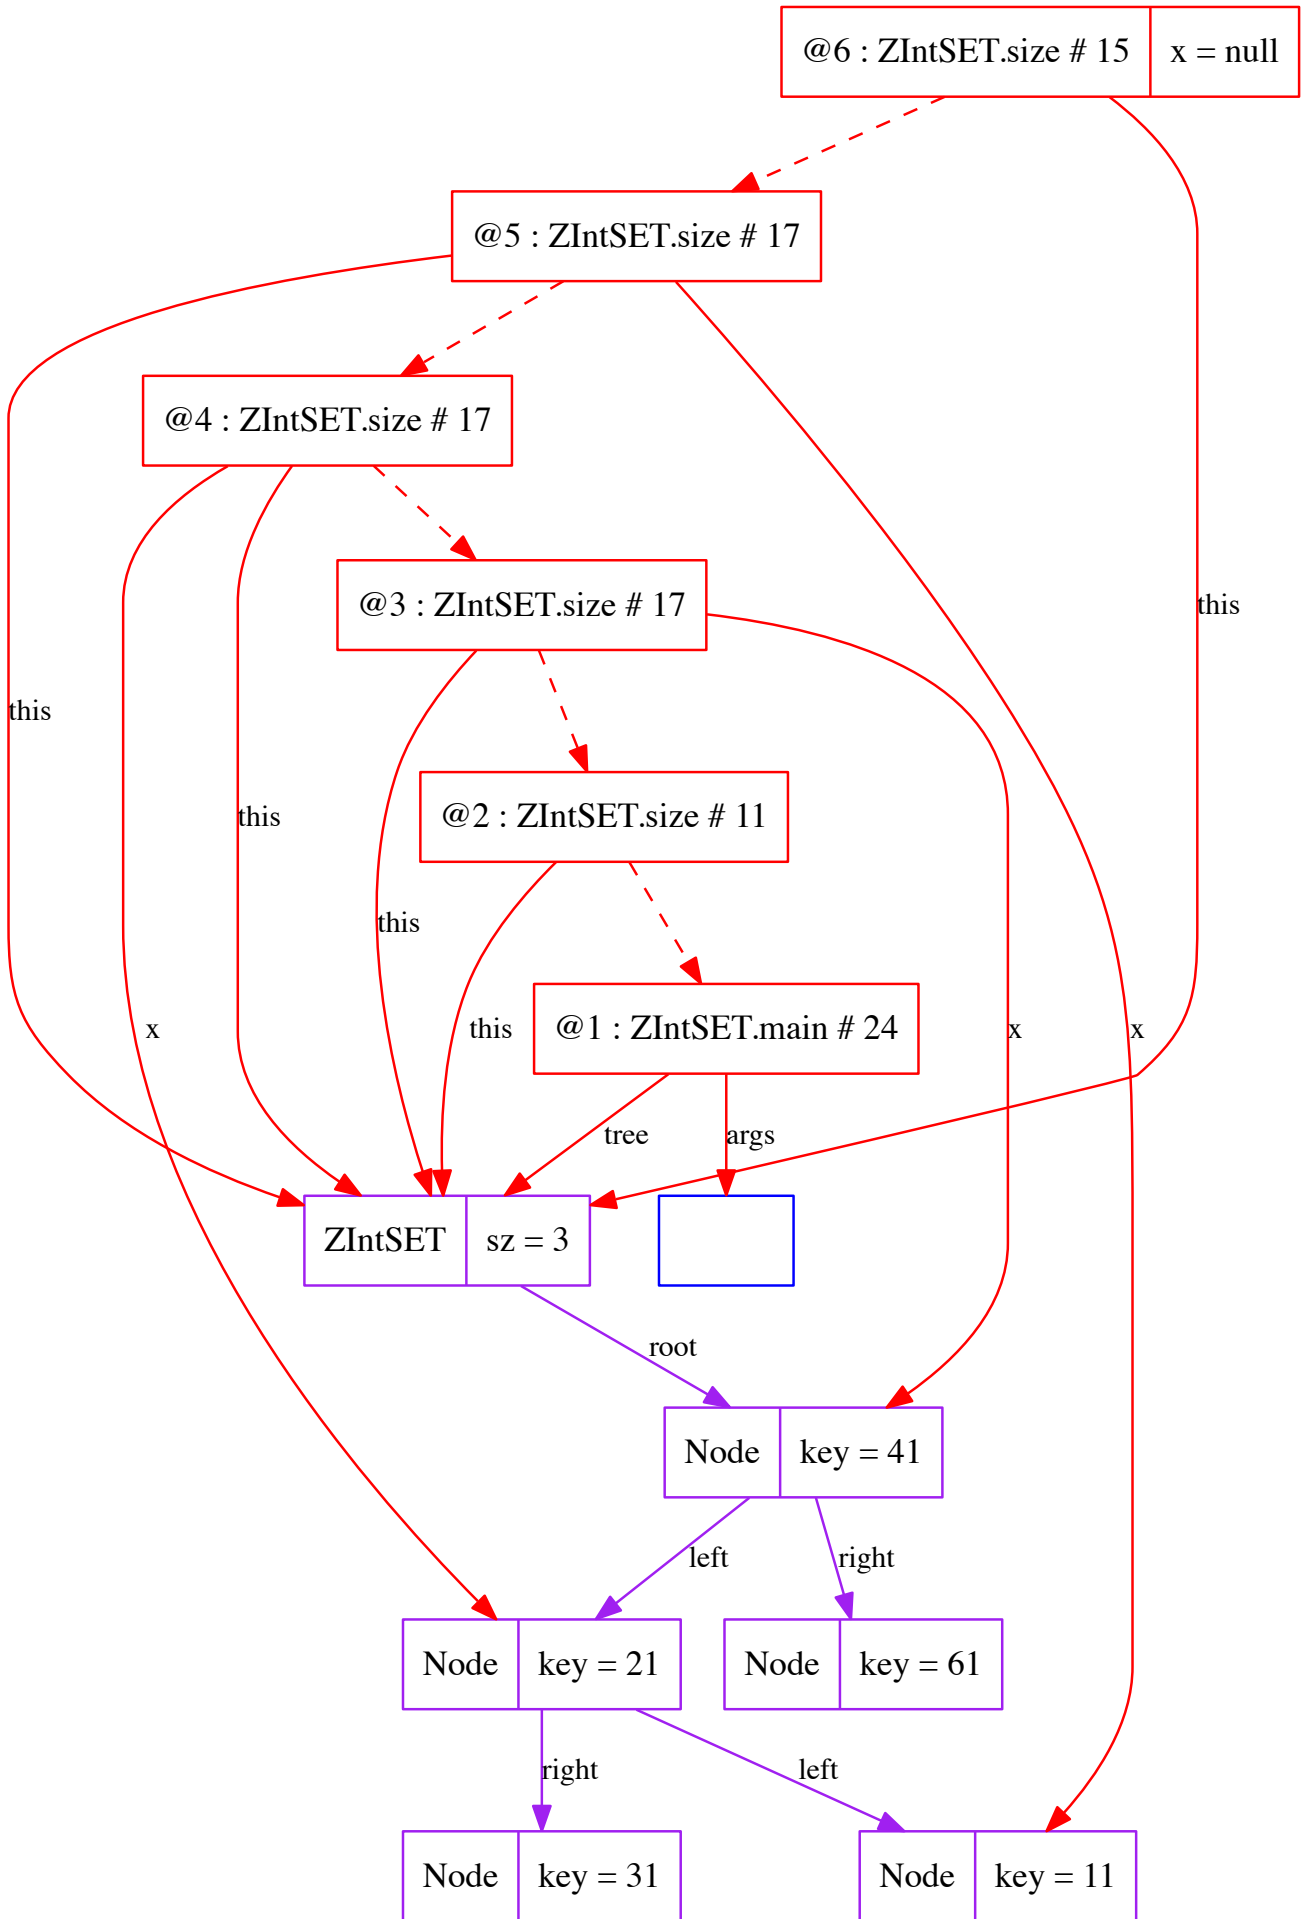 @6 : ZIntSET.size # 15 x = null
@5 : ZIntSET.size # 17
@4 : ZIntSET.size # 17
@3 : ZIntSET.size # 17
this
this
@2 : ZIntSET.size # 11
this
this
@1 : ZIntSET.main # 24
x
this
x
x
tree
args
ZIntSET sz = 3
root
Node key = 41
left
right
Node key = 21
Node key = 61
right
left
Node key = 31
Node key = 11